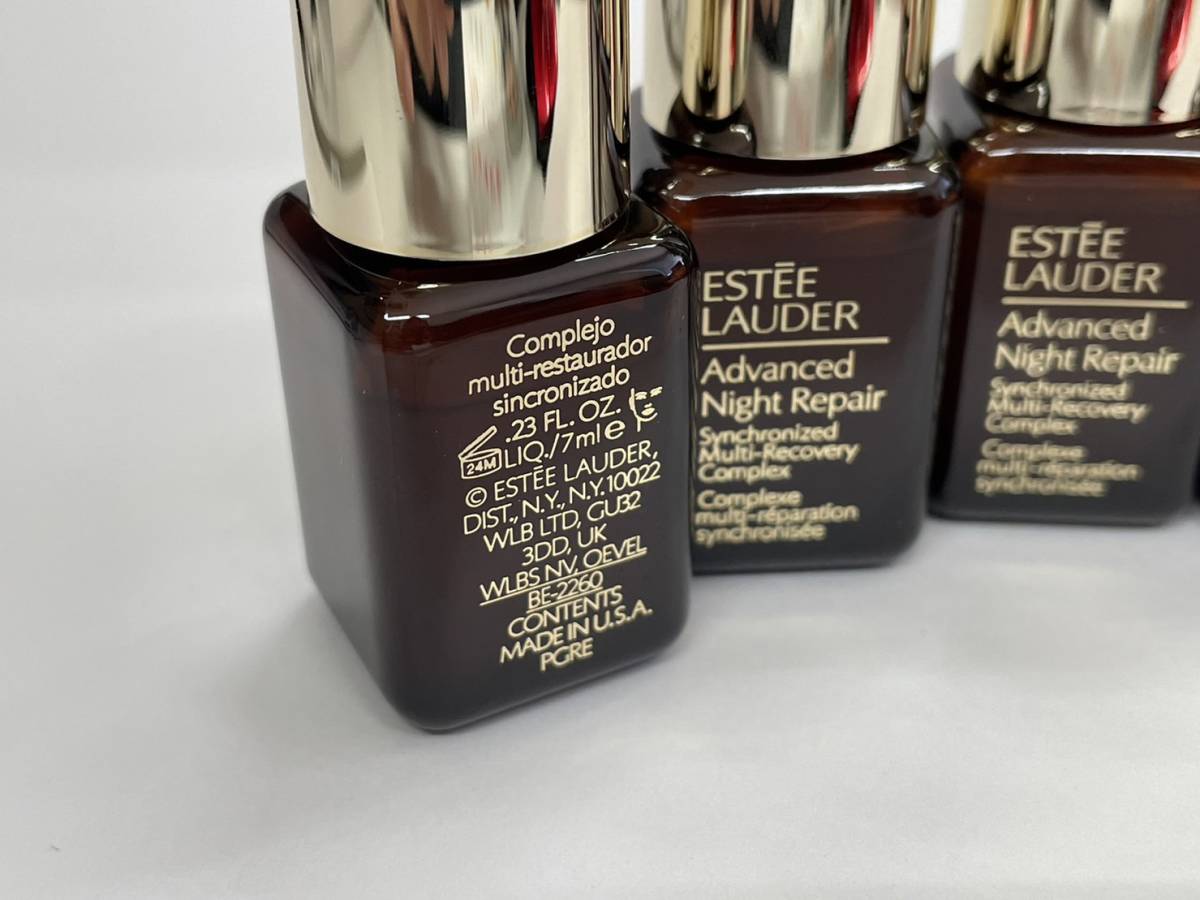 Complejo
multi-restaurador
sincronizado
.23 FL. OZ.
24M LIQ./7ml e
© ESTĒE LAUDER,
DIST., N.Y., N.Y. 10022
WLB LTD, GU32
3DD, UK
WLBS NV, OEVEL
BE-2260
CONTENTS
MADE IN U.S.A.
PGRE
ESTĒE
LAUDER
Advanced
Night Repair
Synchronized
Multi-Recovery
Complex
Complexe
multi-réparation
synchronisée
ESTĒE
LAUDER
Advanced
Night Repair
Synchronized
Multi-Recovery
Complex
Complexe
multi-réparation
synchronisée